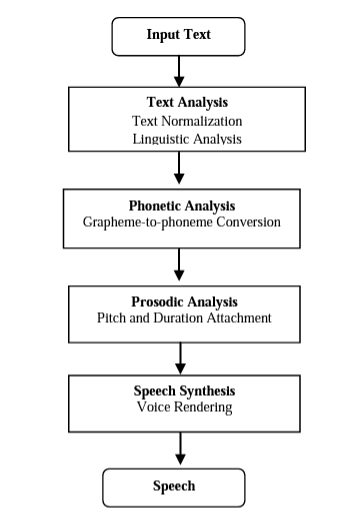 Input Text
Text Analysis
Text Normalization
Linguistic Analysis
Phonetic Analysis
Grapheme-to-phoneme Conversion
Prosodic Analysis
Pitch and Duration Attachment
Speech Synthesis
Voice Rendering
Speech